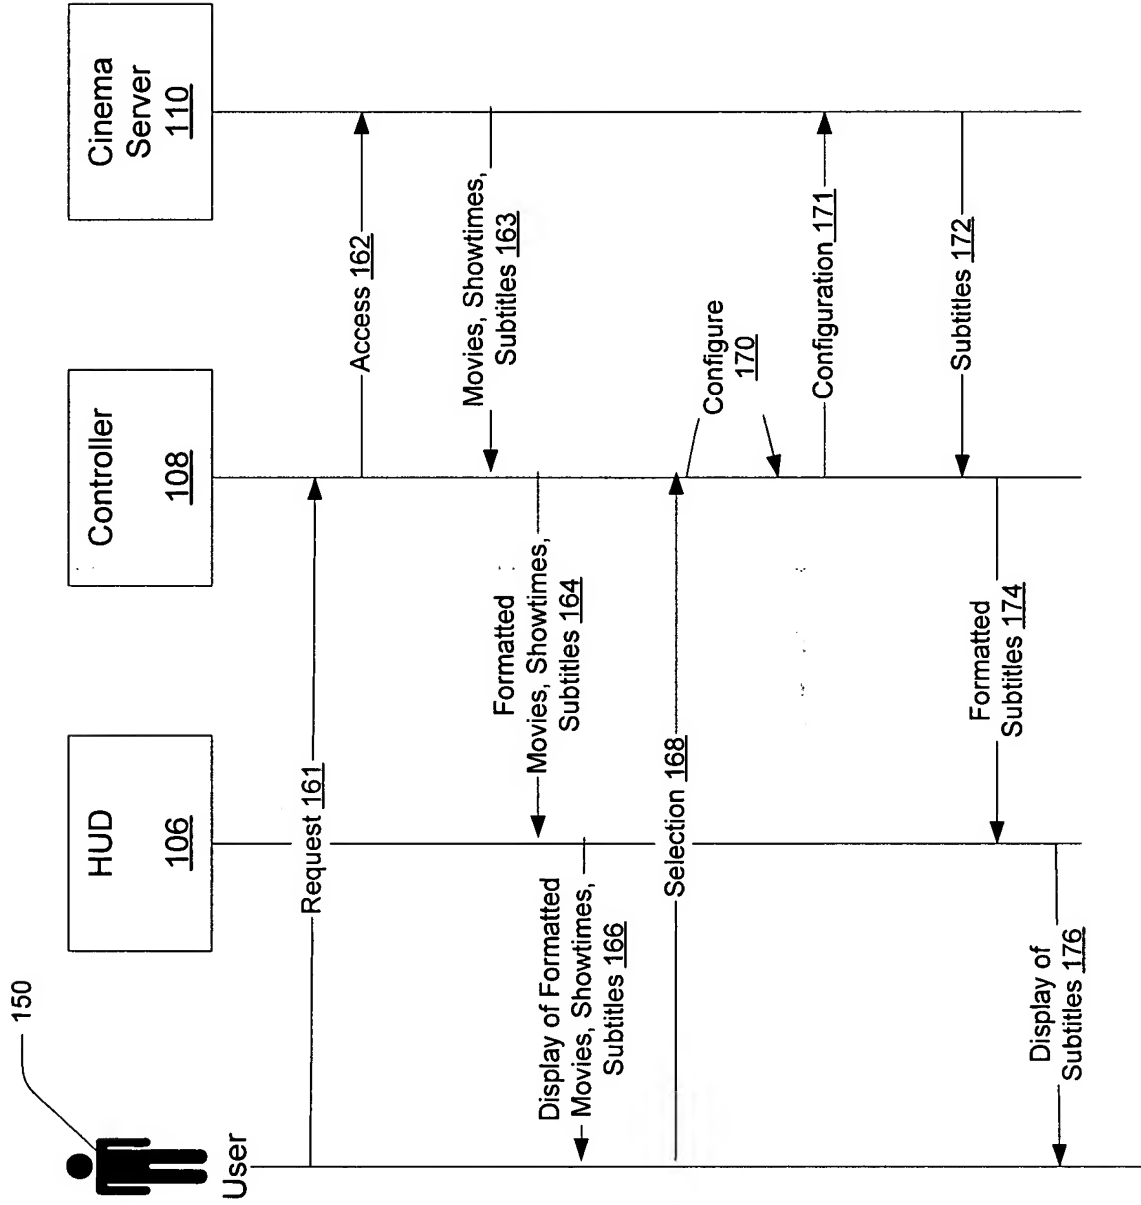 150
User
HUD
106
Controller
108
Cinema
Server
110
Request 161
Access 162
Movies, Showtimes,
Subtitles 163
Formatted
Movies, Showtimes,
Subtitles 164
Display of Formatted
Movies, Showtimes,
Subtitles 166
Selection 168
Configure
170
Configuration 171
Subtitles 172
Formatted
Subtitles 174
Display of
Subtitles 176